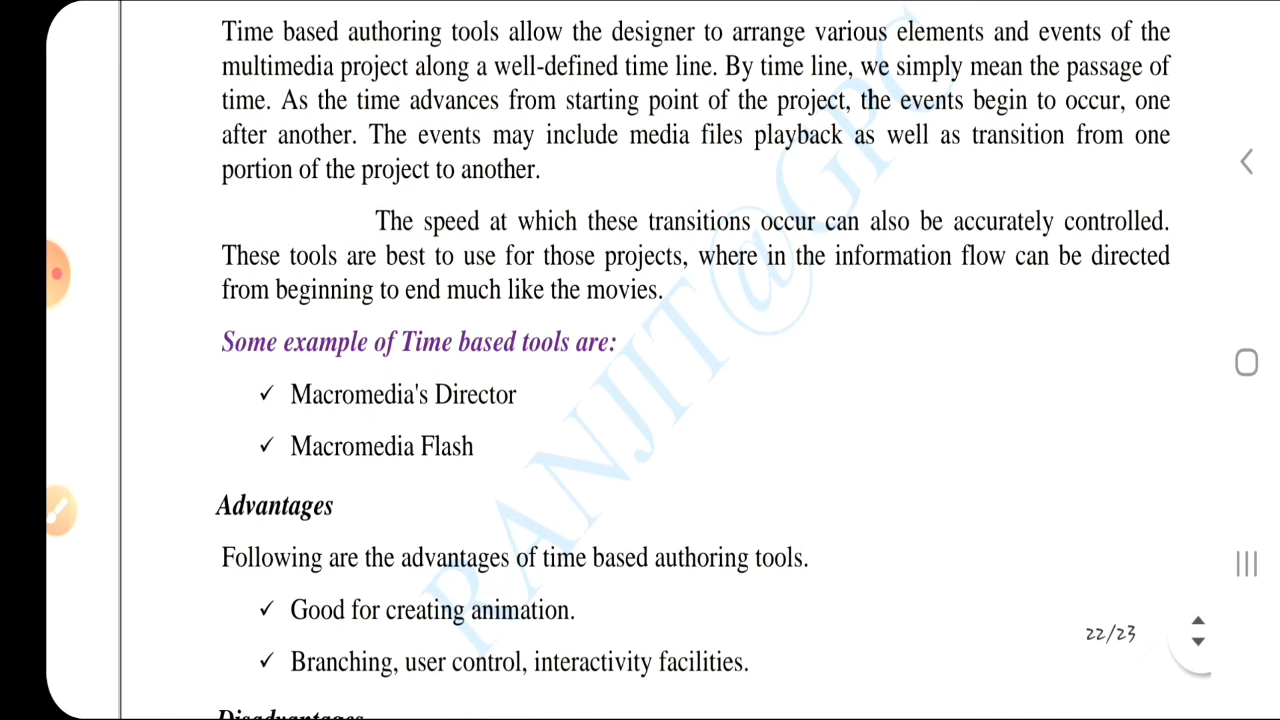 Time based authoring tools allow the designer to arrange various elements and events of the
multimedia project along a well-defined time line. By time line, we simply mean the passage of
time. As the time advances from starting point of the project, the events begin to occur, one
after another. The events may include media files playback as well as transition from one
portion of the project to another.
The speed at which these transitions occur can also be accurately controlled.
These tools are best to use for those projects, where in the information flow can be directed
from beginning to end much like the movies.
Some example of Time based tools are:
✓ Macromedia's Director
✓ Macromedia Flash
Advantages
Following are the advantages of time based authoring tools.
✓ Good for creating animation.
✓ Branching, user control, interactivity facilities.
Disadvantages
RANJIT@GPC
22/23